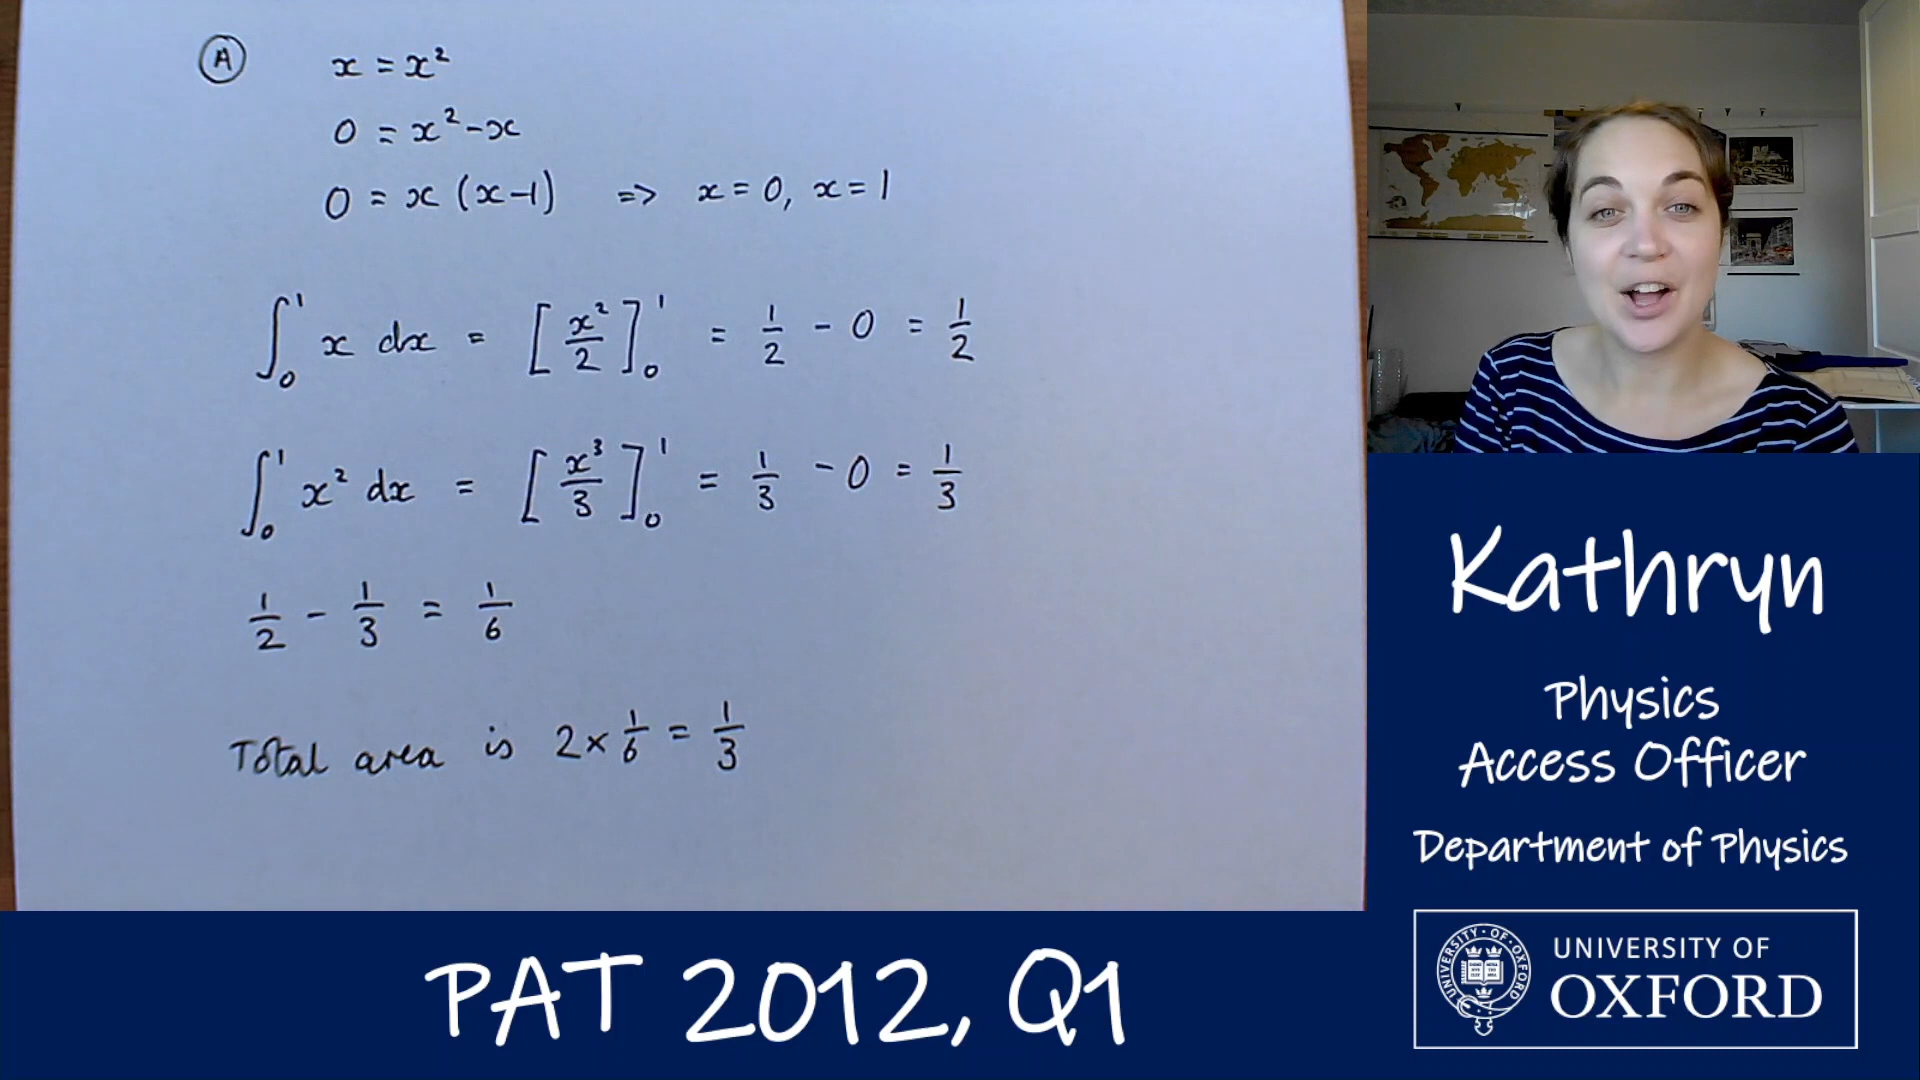 A x = x²
0 = x² - x
0 = x (x-1) => x = 0, x = 1
∫₀¹ x dx = [x²/2]₀¹ = 1/2 - 0 = 1/2
∫₀¹ x² dx = [x³/3]₀¹ = 1/3 - 0 = 1/3
1/2 - 1/3 = 1/6
Total area is 2 × 1/6 = 1/3
Kathryn
Physics
Access Officer
Department of Physics
UNIVERSITY OF
OXFORD
PAT 2012, Q1